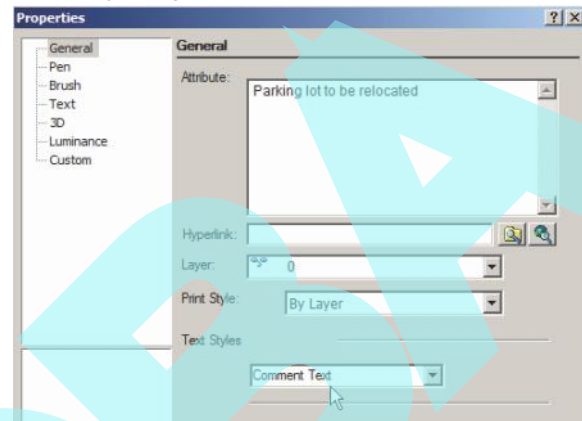 Properties
General
Pen
Brush
Text
3D
Luminance
Custom
General
Attribute:
Parking lot to be relocated
Hyperlink:
Layer: 0
Print Style: By Layer
Text Styles
Comment Text